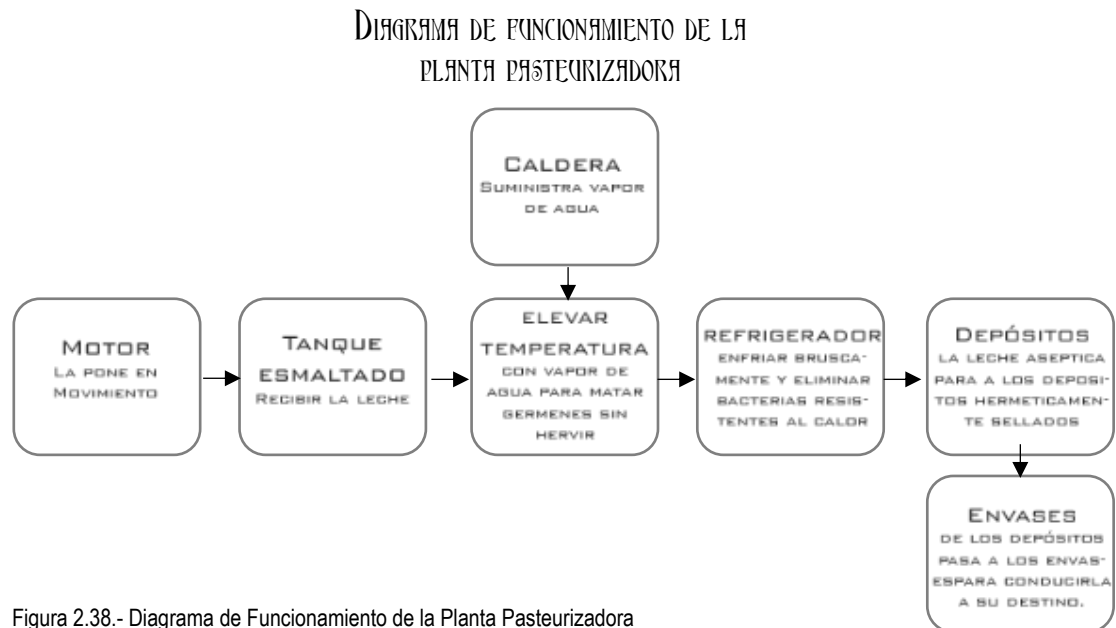 Diagrama de funcionamiento de la
planta pasteurizadora
Caldera
Suministra vapor
de agua
Motor
La pone en
Movimiento
Tanque
esmaltado
Recibir la leche
elevar
temperatura
con vapor de
agua para matar
germenes sin
hervir
refrigerador
enfriar brusca-
mente y eliminar
bacterias resis-
tentes al calor
Depósitos
la leche aseptica
para a los deposi-
tos hermeticamen-
te sellados
Envases
de los depósitos
pasa a los envas-
espara conducirla
a su destino.
Figura 2.38.- Diagrama de Funcionamiento de la Planta Pasteurizadora